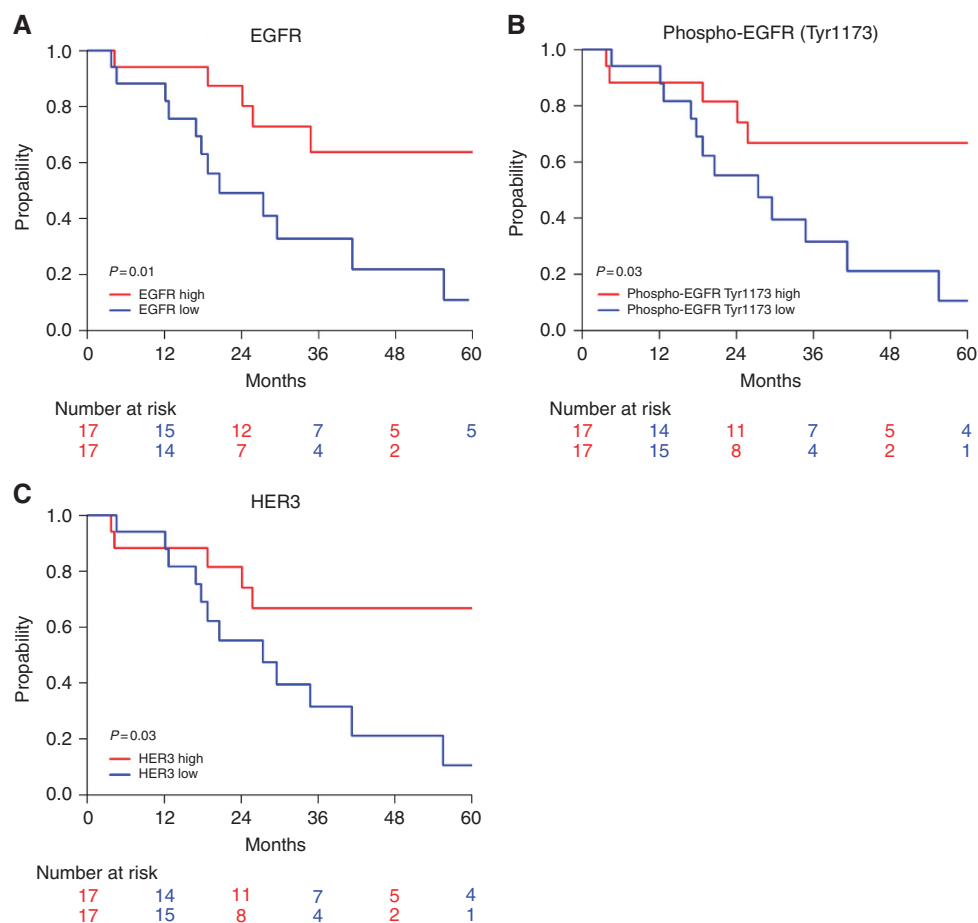 A
EGFR
1.0
0.8
0.6
0.4
0.2
0.0
Propability
P=0.01
EGFR high
EGFR low
0 12 24 36 48 60
Months
Number at risk
17 15 12 7 5 5
17 14 7 4 2
B
Phospho-EGFR (Tyr1173)
1.0
0.8
0.6
0.4
0.2
0.0
Propability
P=0.03
Phospho-EGFR Tyr1173 high
Phospho-EGFR Tyr1173 low
0 12 24 36 48 60
Months
Number at risk
17 14 11 7 5 4
17 15 8 4 2 1
C
HER3
1.0
0.8
0.6
0.4
0.2
0.0
Propability
P=0.03
HER3 high
HER3 low
0 12 24 36 48 60
Months
Number at risk
17 14 11 7 5 4
17 15 8 4 2 1